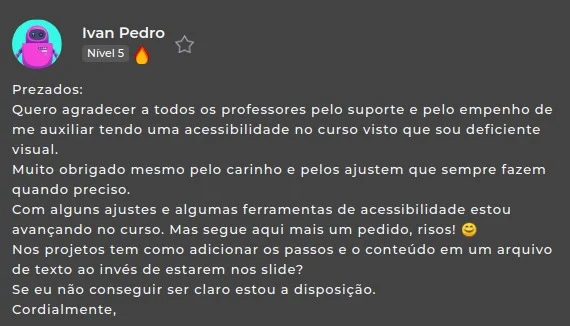 Ivan Pedro
Nível 5
Prezados:
Quero agradecer a todos os professores pelo suporte e pelo empenho de
me auxiliar tendo uma acessibilidade no curso visto que sou deficiente
visual.
Muito obrigado mesmo pelo carinho e pelos ajustem que sempre fazem
quando preciso.
Com alguns ajustes e algumas ferramentas de acessibilidade estou
avançando no curso. Mas segue aqui mais um pedido, risos! 😊
Nos projetos tem como adicionar os passos e o conteúdo em um arquivo
de texto ao invés de estarem nos slide?
Se eu não conseguir ser claro estou a disposição.
Cordialmente,